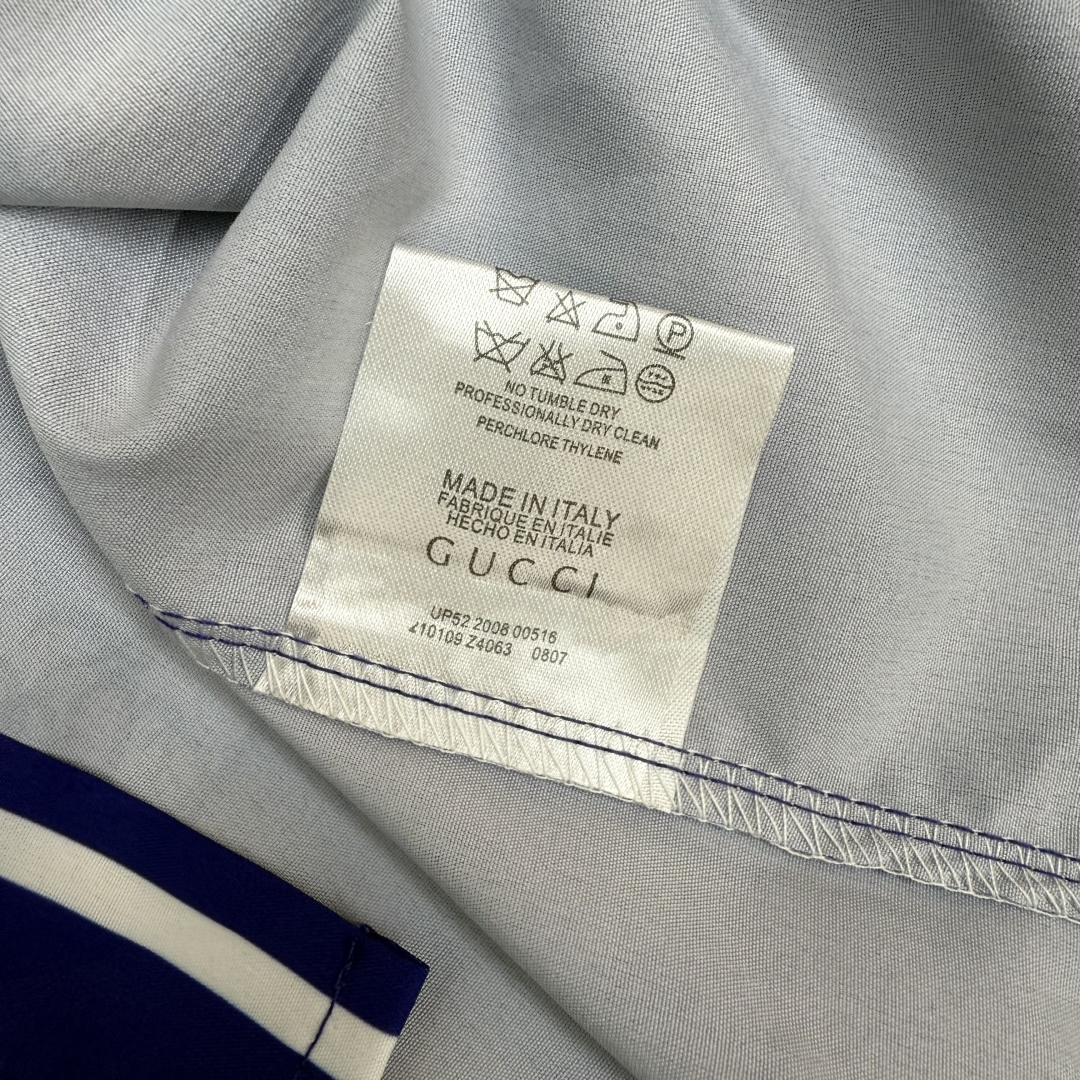 P
NO TUMBLE DRY
PROFESSIONALLY DRY CLEAN
PERCHLORE THYLENE
MADE IN ITALY
FABRIQUE EN ITALIE
HECHO EN ITALIA
GUCCI
UP52 2008 00516
210109 Z4063 0807